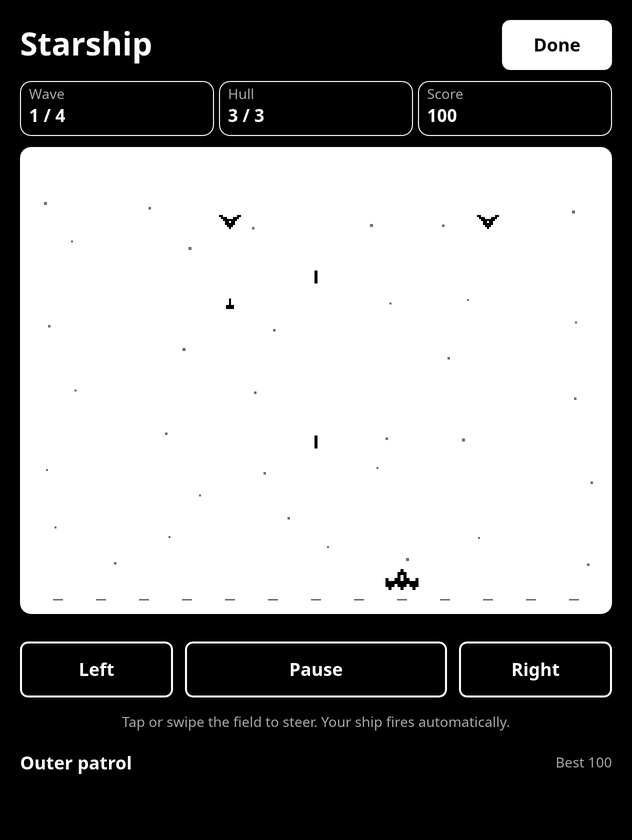 Starship
Done
Wave
1 / 4
Hull
3 / 3
Score
100
Left
Pause
Right
Tap or swipe the field to steer. Your ship fires automatically.
Outer patrol
Best 100